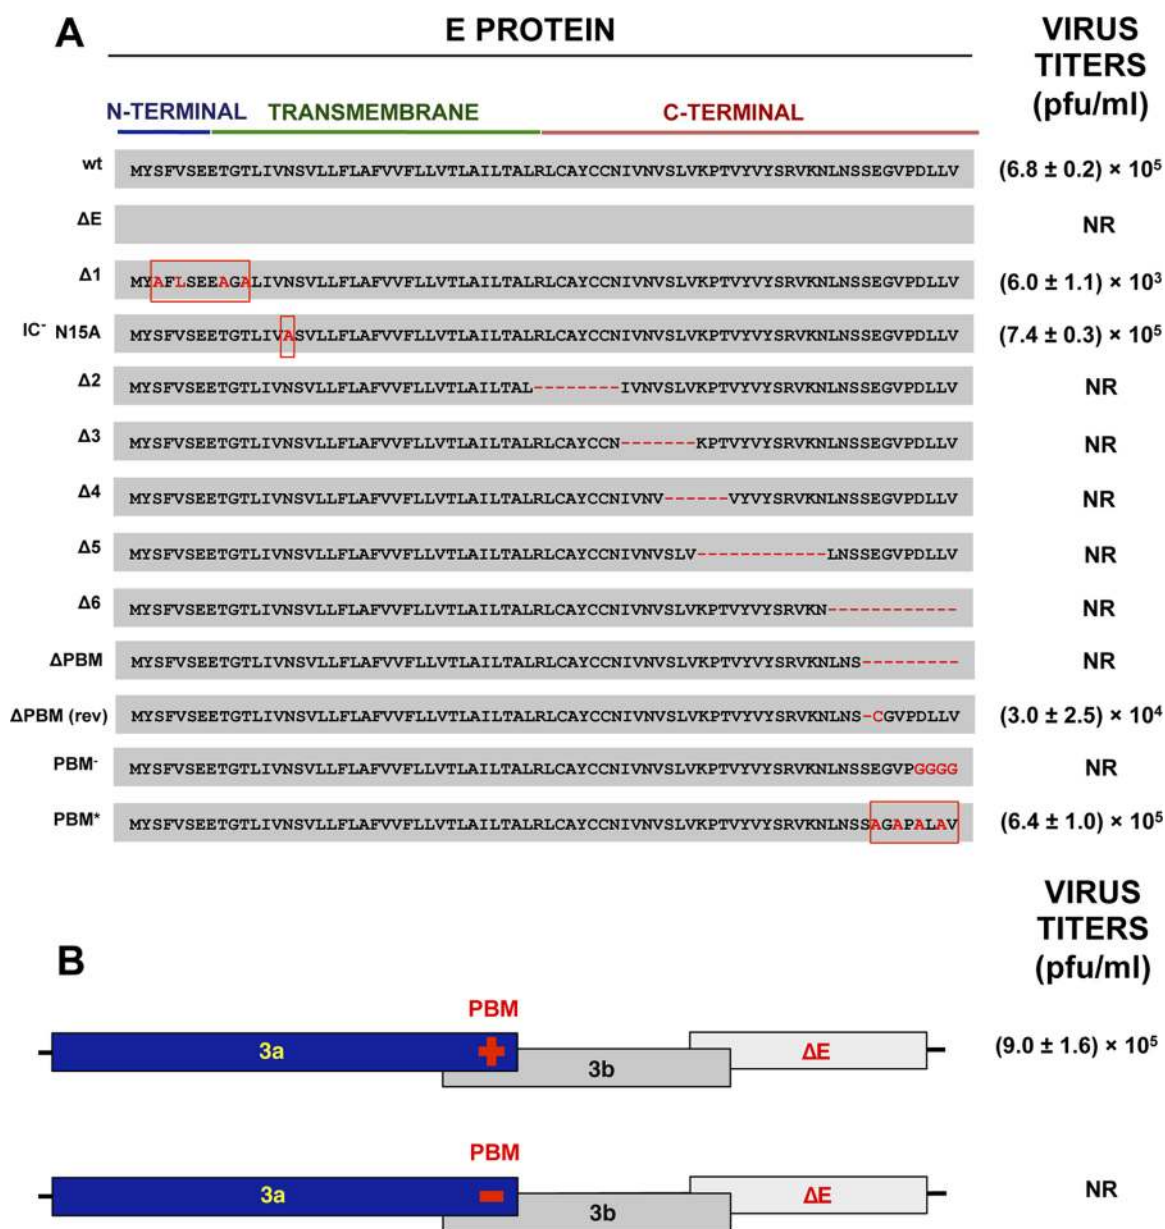 A
E PROTEIN
VIRUS
TITERS
(pfu/ml)
N-TERMINAL TRANSMEMBRANE C-TERMINAL
wt MYSFVSEETGTLIVNSVLLFLAFVVFLLVTLAILTALRLCAYCCNIVNVSLVKPTVYVYSRVKNLNSSEGVPDLLV (6.8 ± 0.2) × 10⁵
ΔE NR
Δ1 MYAFLSEEAGALIVNSVLLFLAFVVFLLVTLAILTALRLCAYCCNIVNVSLVKPTVYVYSRVKNLNSSEGVPDLLV (6.0 ± 1.1) × 10³
IC⁻ N15A MYSFVSEETGTLIVASVLLFLAFVVFLLVTLAILTALRLCAYCCNIVNVSLVKPTVYVYSRVKNLNSSEGVPDLLV (7.4 ± 0.3) × 10⁵
Δ2 MYSFVSEETGTLIVNSVLLFLAFVVFLLVTLAILTAL--------IVNVSLVKPTVYVYSRVKNLNSSEGVPDLLV NR
Δ3 MYSFVSEETGTLIVNSVLLFLAFVVFLLVTLAILTALRLCAYCCN-------KPTVYVYSRVKNLNSSEGVPDLLV NR
Δ4 MYSFVSEETGTLIVNSVLLFLAFVVFLLVTLAILTALRLCAYCCNIVNV------VYVYSRVKNLNSSEGVPDLLV NR
Δ5 MYSFVSEETGTLIVNSVLLFLAFVVFLLVTLAILTALRLCAYCCNIVNVSLV------------LNSSEGVPDLLV NR
Δ6 MYSFVSEETGTLIVNSVLLFLAFVVFLLVTLAILTALRLCAYCCNIVNVSLVKPTVYVYSRVKN------------ NR
ΔPBM MYSFVSEETGTLIVNSVLLFLAFVVFLLVTLAILTALRLCAYCCNIVNVSLVKPTVYVYSRVKNLNS--------- NR
ΔPBM (rev) MYSFVSEETGTLIVNSVLLFLAFVVFLLVTLAILTALRLCAYCCNIVNVSLVKPTVYVYSRVKNLNS-CGVPDLLV (3.0 ± 2.5) × 10⁴
PBM⁻ MYSFVSEETGTLIVNSVLLFLAFVVFLLVTLAILTALRLCAYCCNIVNVSLVKPTVYVYSRVKNLNSSEGVPGGGG NR
PBM* MYSFVSEETGTLIVNSVLLFLAFVVFLLVTLAILTALRLCAYCCNIVNVSLVKPTVYVYSRVKNLNSSAGAPALAV (6.4 ± 1.0) × 10⁵
VIRUS
TITERS
(pfu/ml)
B
PBM
3a + 3b ΔE (9.0 ± 1.6) × 10⁵
PBM
3a - 3b ΔE NR